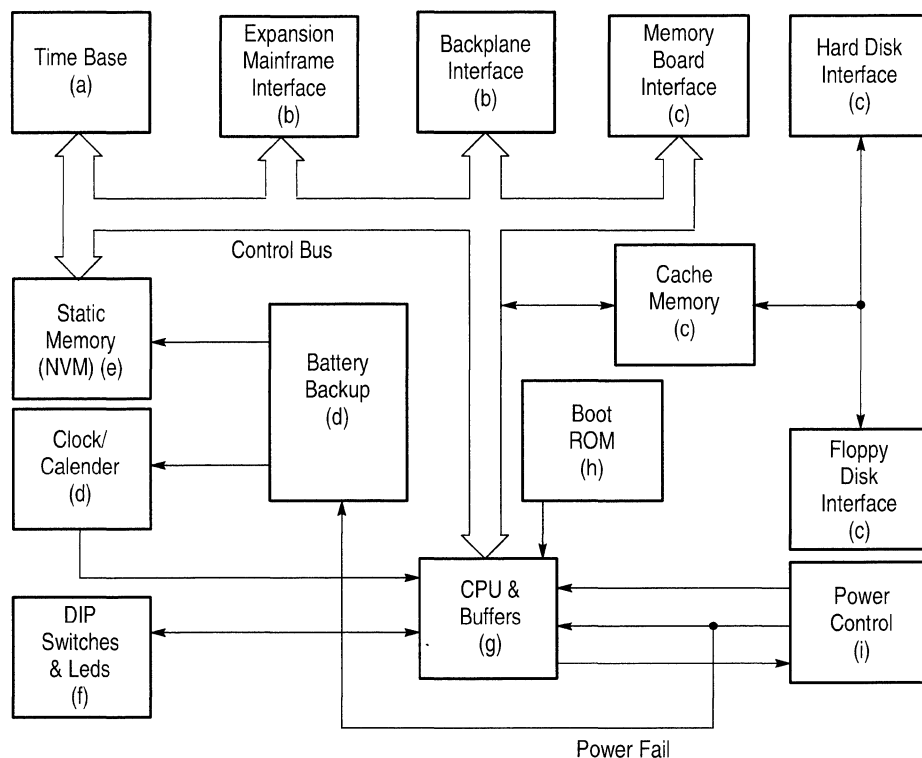 Time Base
(a)
Expansion
Mainframe
Interface
(b)
Backplane
Interface
(b)
Memory
Board
Interface
(c)
Hard Disk
Interface
(c)
Control Bus
Static
Memory
(NVM) (e)
Battery
Backup
(d)
Cache
Memory
(c)
Clock/
Calender
(d)
Boot
ROM
(h)
Floppy
Disk
Interface
(c)
DIP
Switches
& Leds
(f)
CPU &
Buffers
(g)
Power
Control
(i)
Power Fail